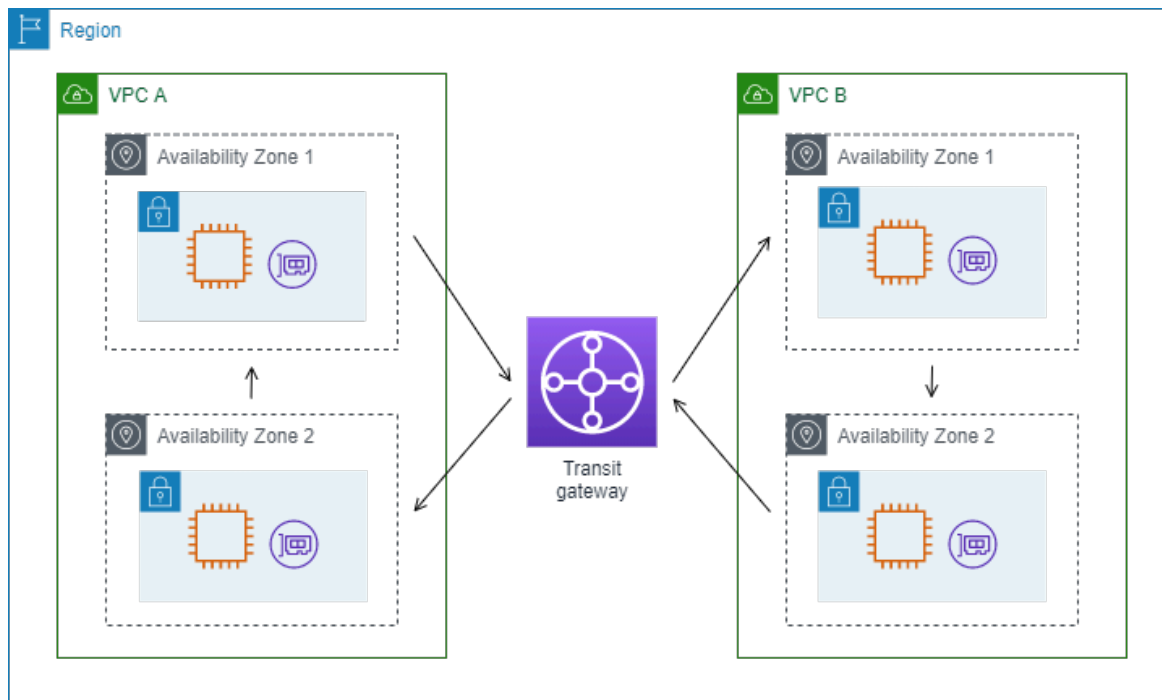 Region
VPC A
Availability Zone 1
Availability Zone 2
Transit
gateway
VPC B
Availability Zone 1
Availability Zone 2